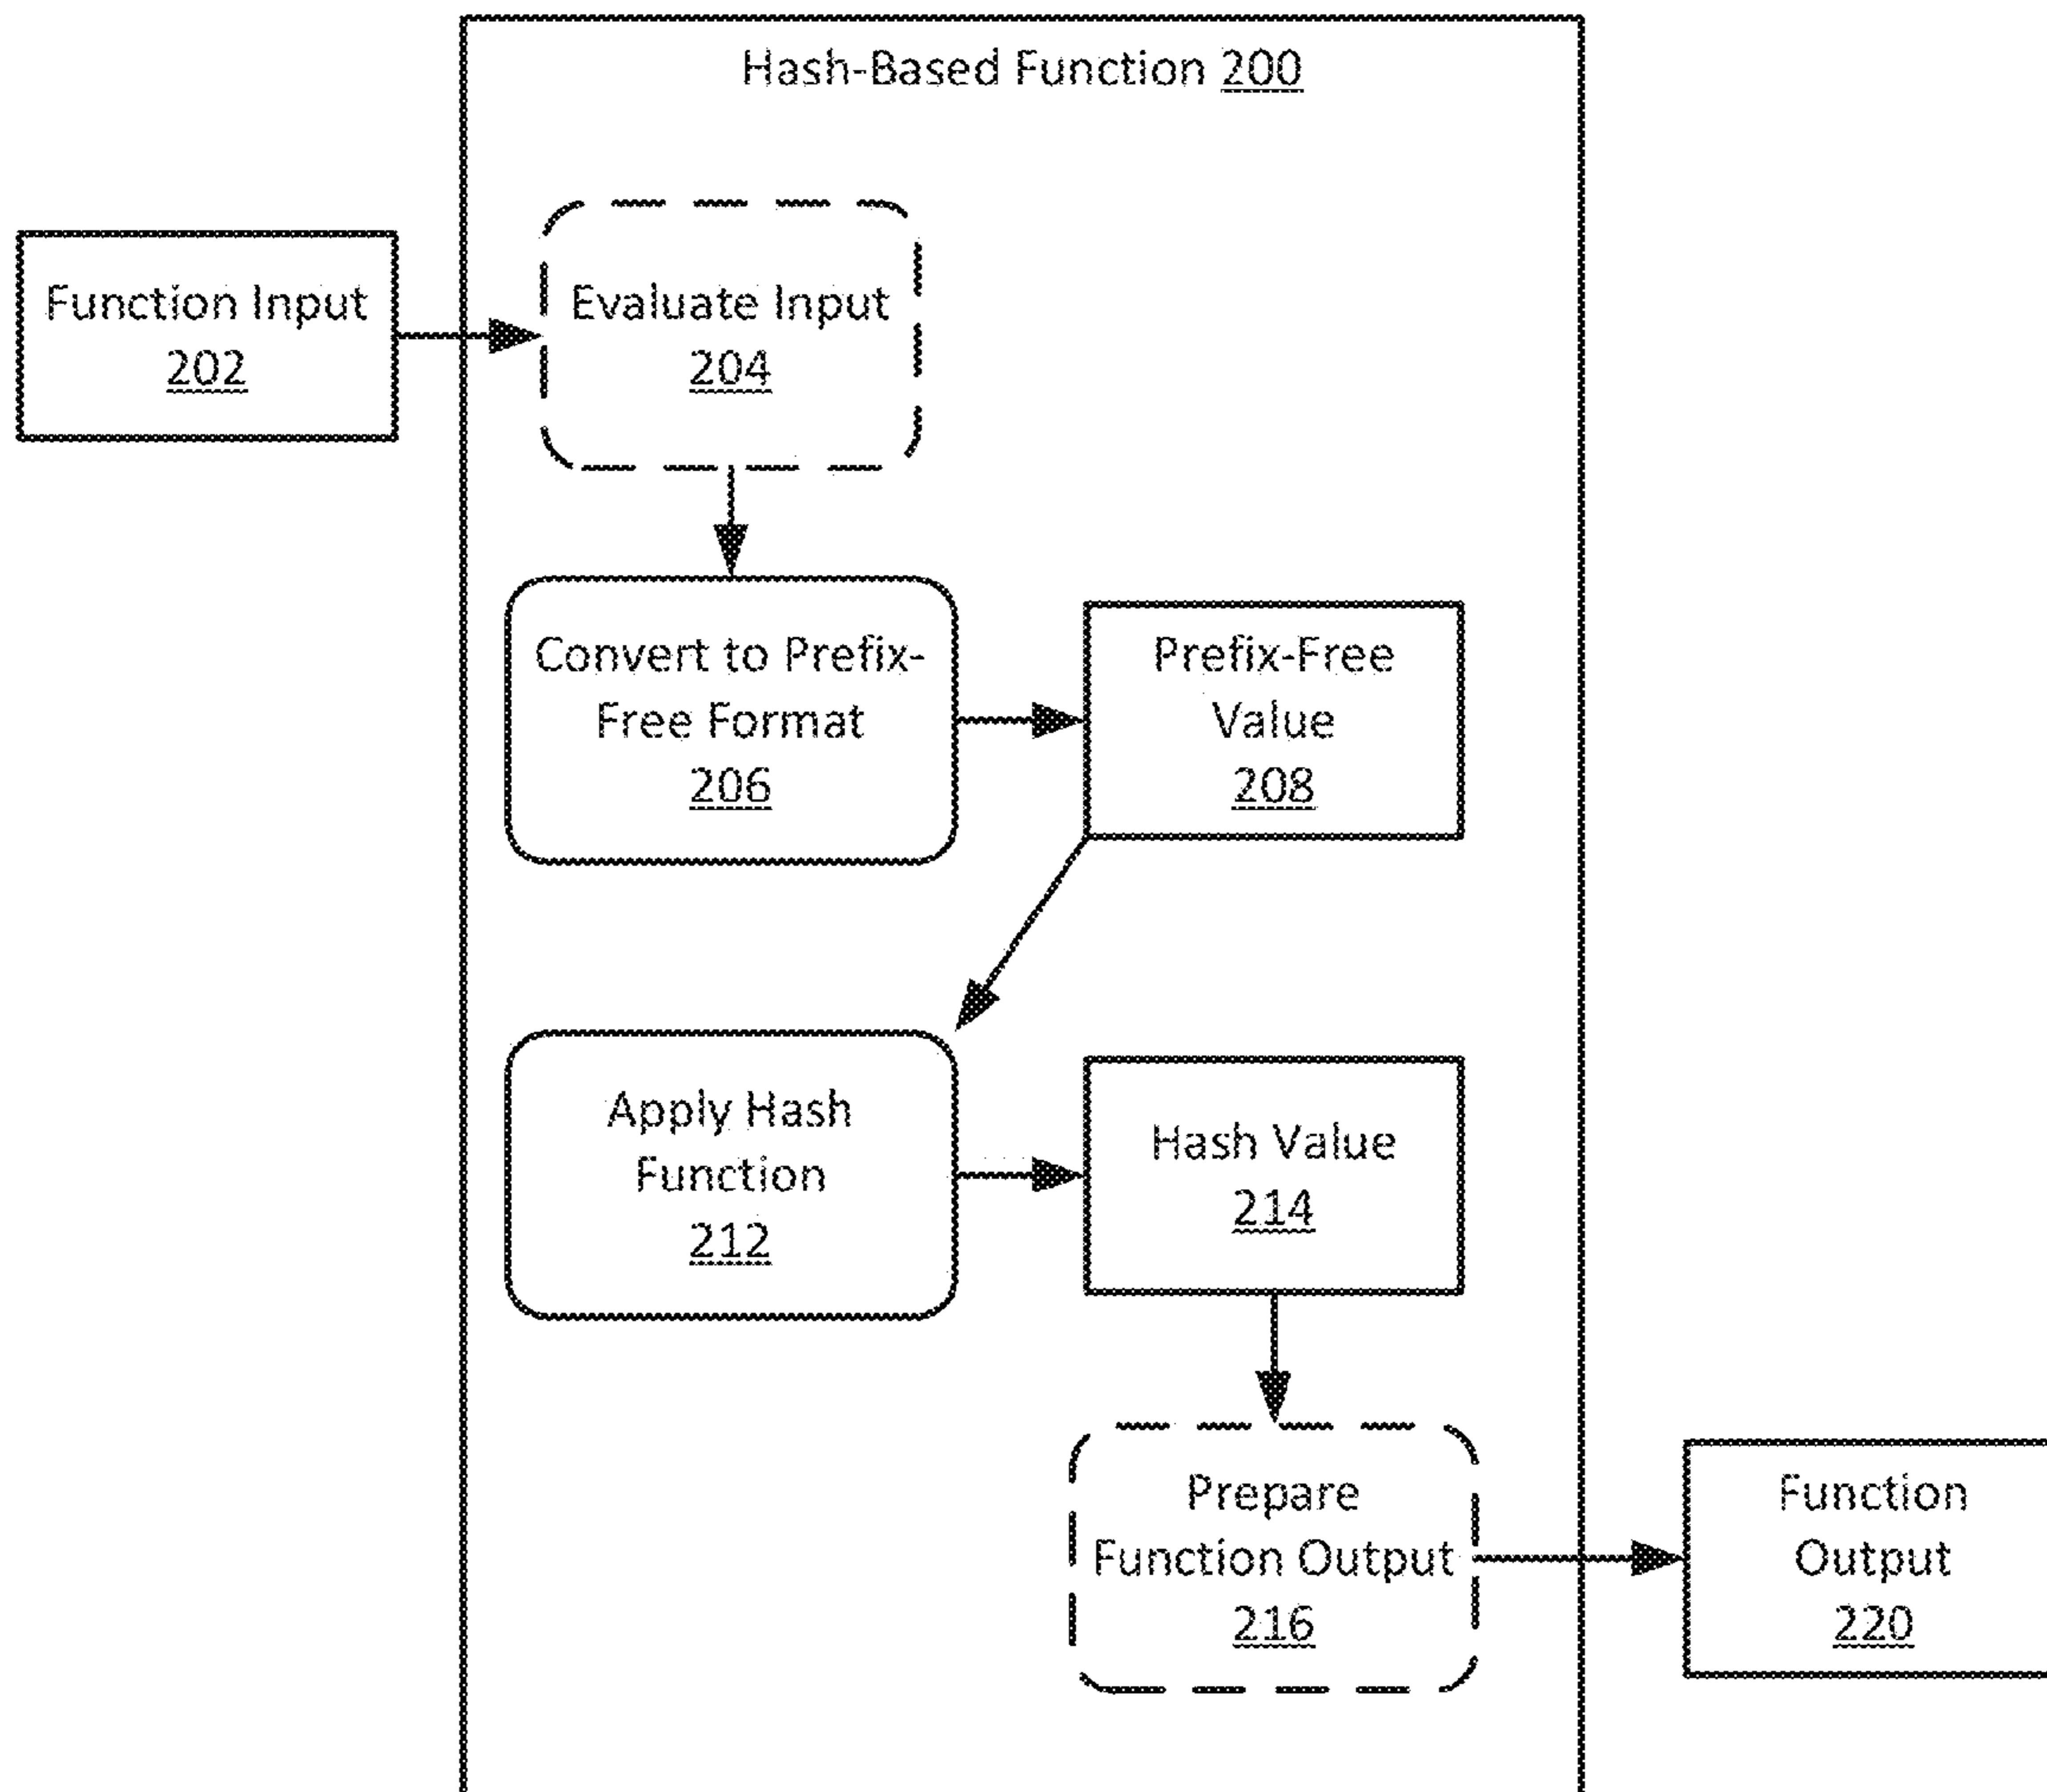 Hash-Based Function 200
Function Input
202
Evaluate Input
204
Convert to Prefix-
Free Format
206
Prefix-Free
Value
208
Apply Hash
Function
212
Hash Value
214
Prepare
Function Output
216
Function
Output
220